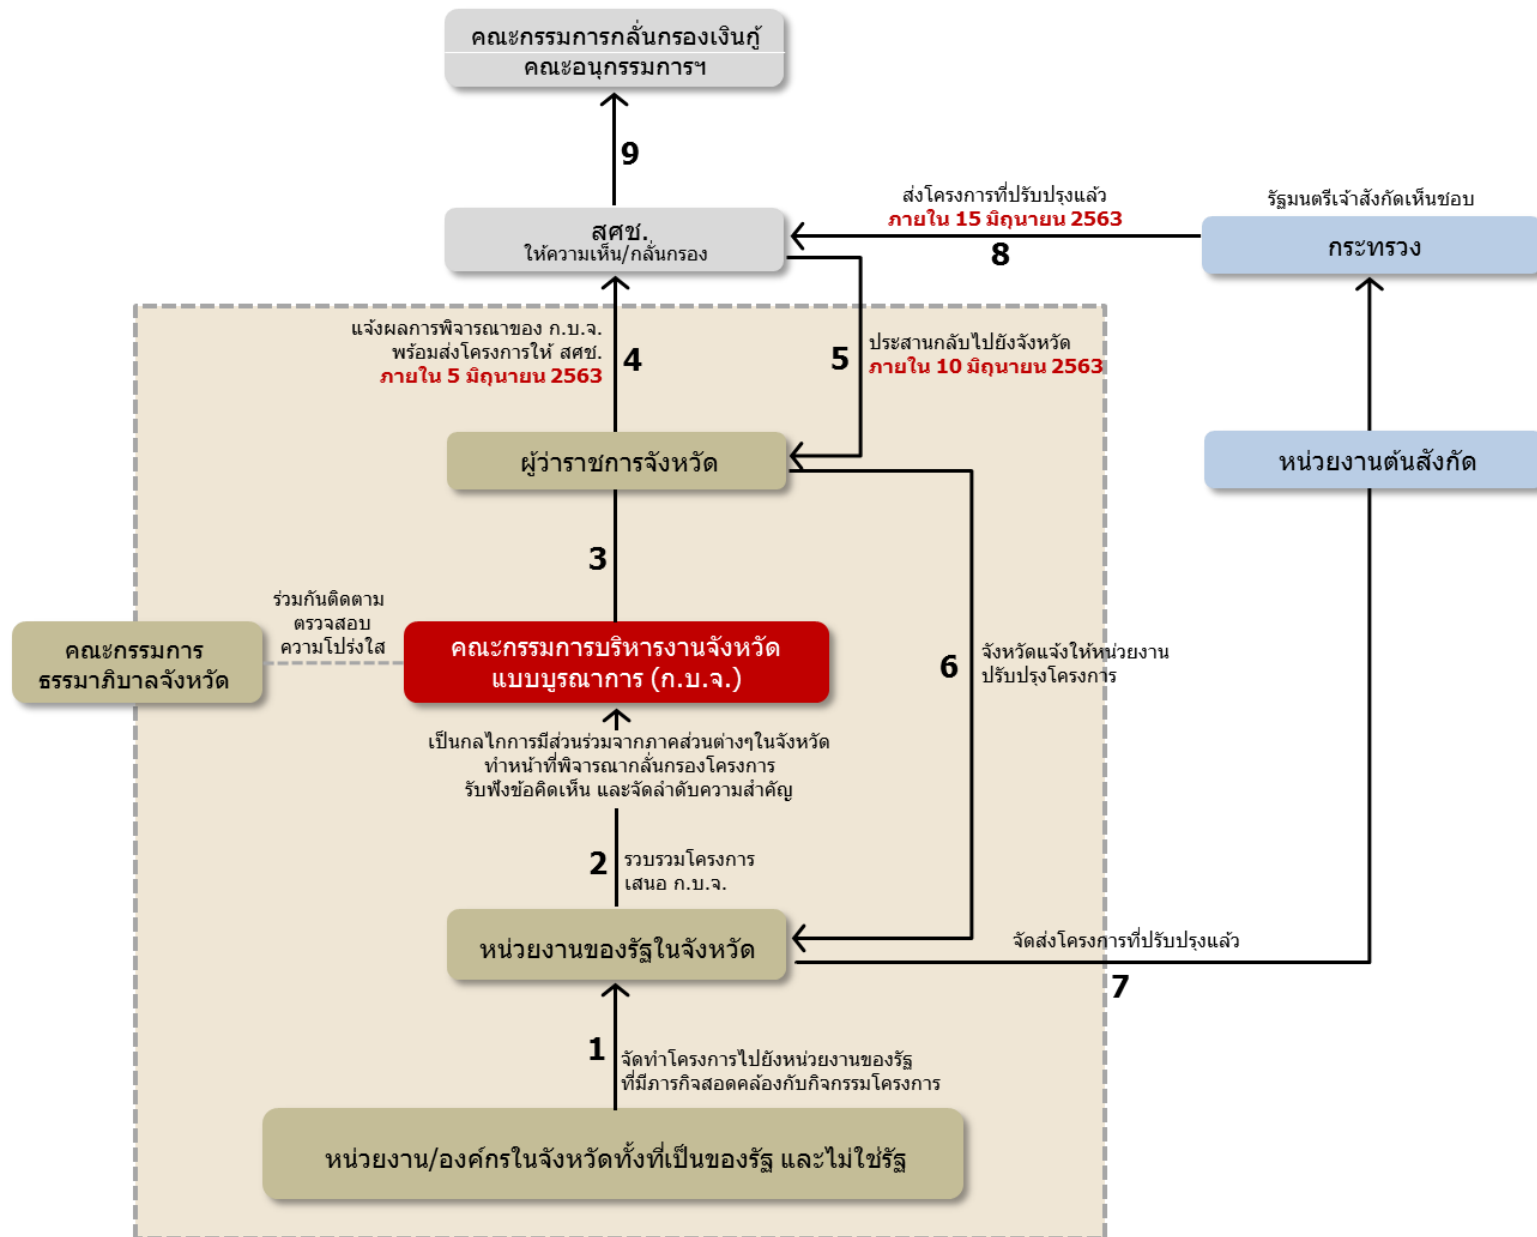 คณะกรรมการกลั่นกรองเงินกู้
คณะอนุกรรมการฯ
9
ส่งโครงการที่ปรับปรุงแล้ว
ภายใน 15 มิถุนายน 2563
8
รัฐมนตรีเจ้าสังกัดเห็นชอบ
กระทรวง
สศช.
ให้ความเห็น/กลั่นกรอง
แจ้งผลการพิจารณาของ ก.บ.จ.
พร้อมส่งโครงการให้ สศช.
ภายใน 5 มิถุนายน 2563
4
5
ประสานกลับไปยังจังหวัด
ภายใน 10 มิถุนายน 2563
ผู้ว่าราชการจังหวัด
หน่วยงานต้นสังกัด
3
ร่วมกันติดตาม
ตรวจสอบ
ความโปร่งใส
คณะกรรมการ
ธรรมาภิบาลจังหวัด
คณะกรรมการบริหารงานจังหวัด
แบบบูรณาการ (ก.บ.จ.)
6
จังหวัดแจ้งให้หน่วยงาน
ปรับปรุงโครงการ
เป็นกลไกการมีส่วนร่วมจากภาคส่วนต่างๆในจังหวัด
ทำหน้าที่พิจารณากลั่นกรองโครงการ
รับฟังข้อคิดเห็น และจัดลำดับความสำคัญ
2
รวบรวมโครงการ
เสนอ ก.บ.จ.
หน่วยงานของรัฐในจังหวัด
จัดส่งโครงการที่ปรับปรุงแล้ว
7
1
จัดทำโครงการไปยังหน่วยงานของรัฐ
ที่มีภารกิจสอดคล้องกับกิจกรรมโครงการ
หน่วยงาน/องค์กรในจังหวัดทั้งที่เป็นของรัฐ และไม่ใช่รัฐ